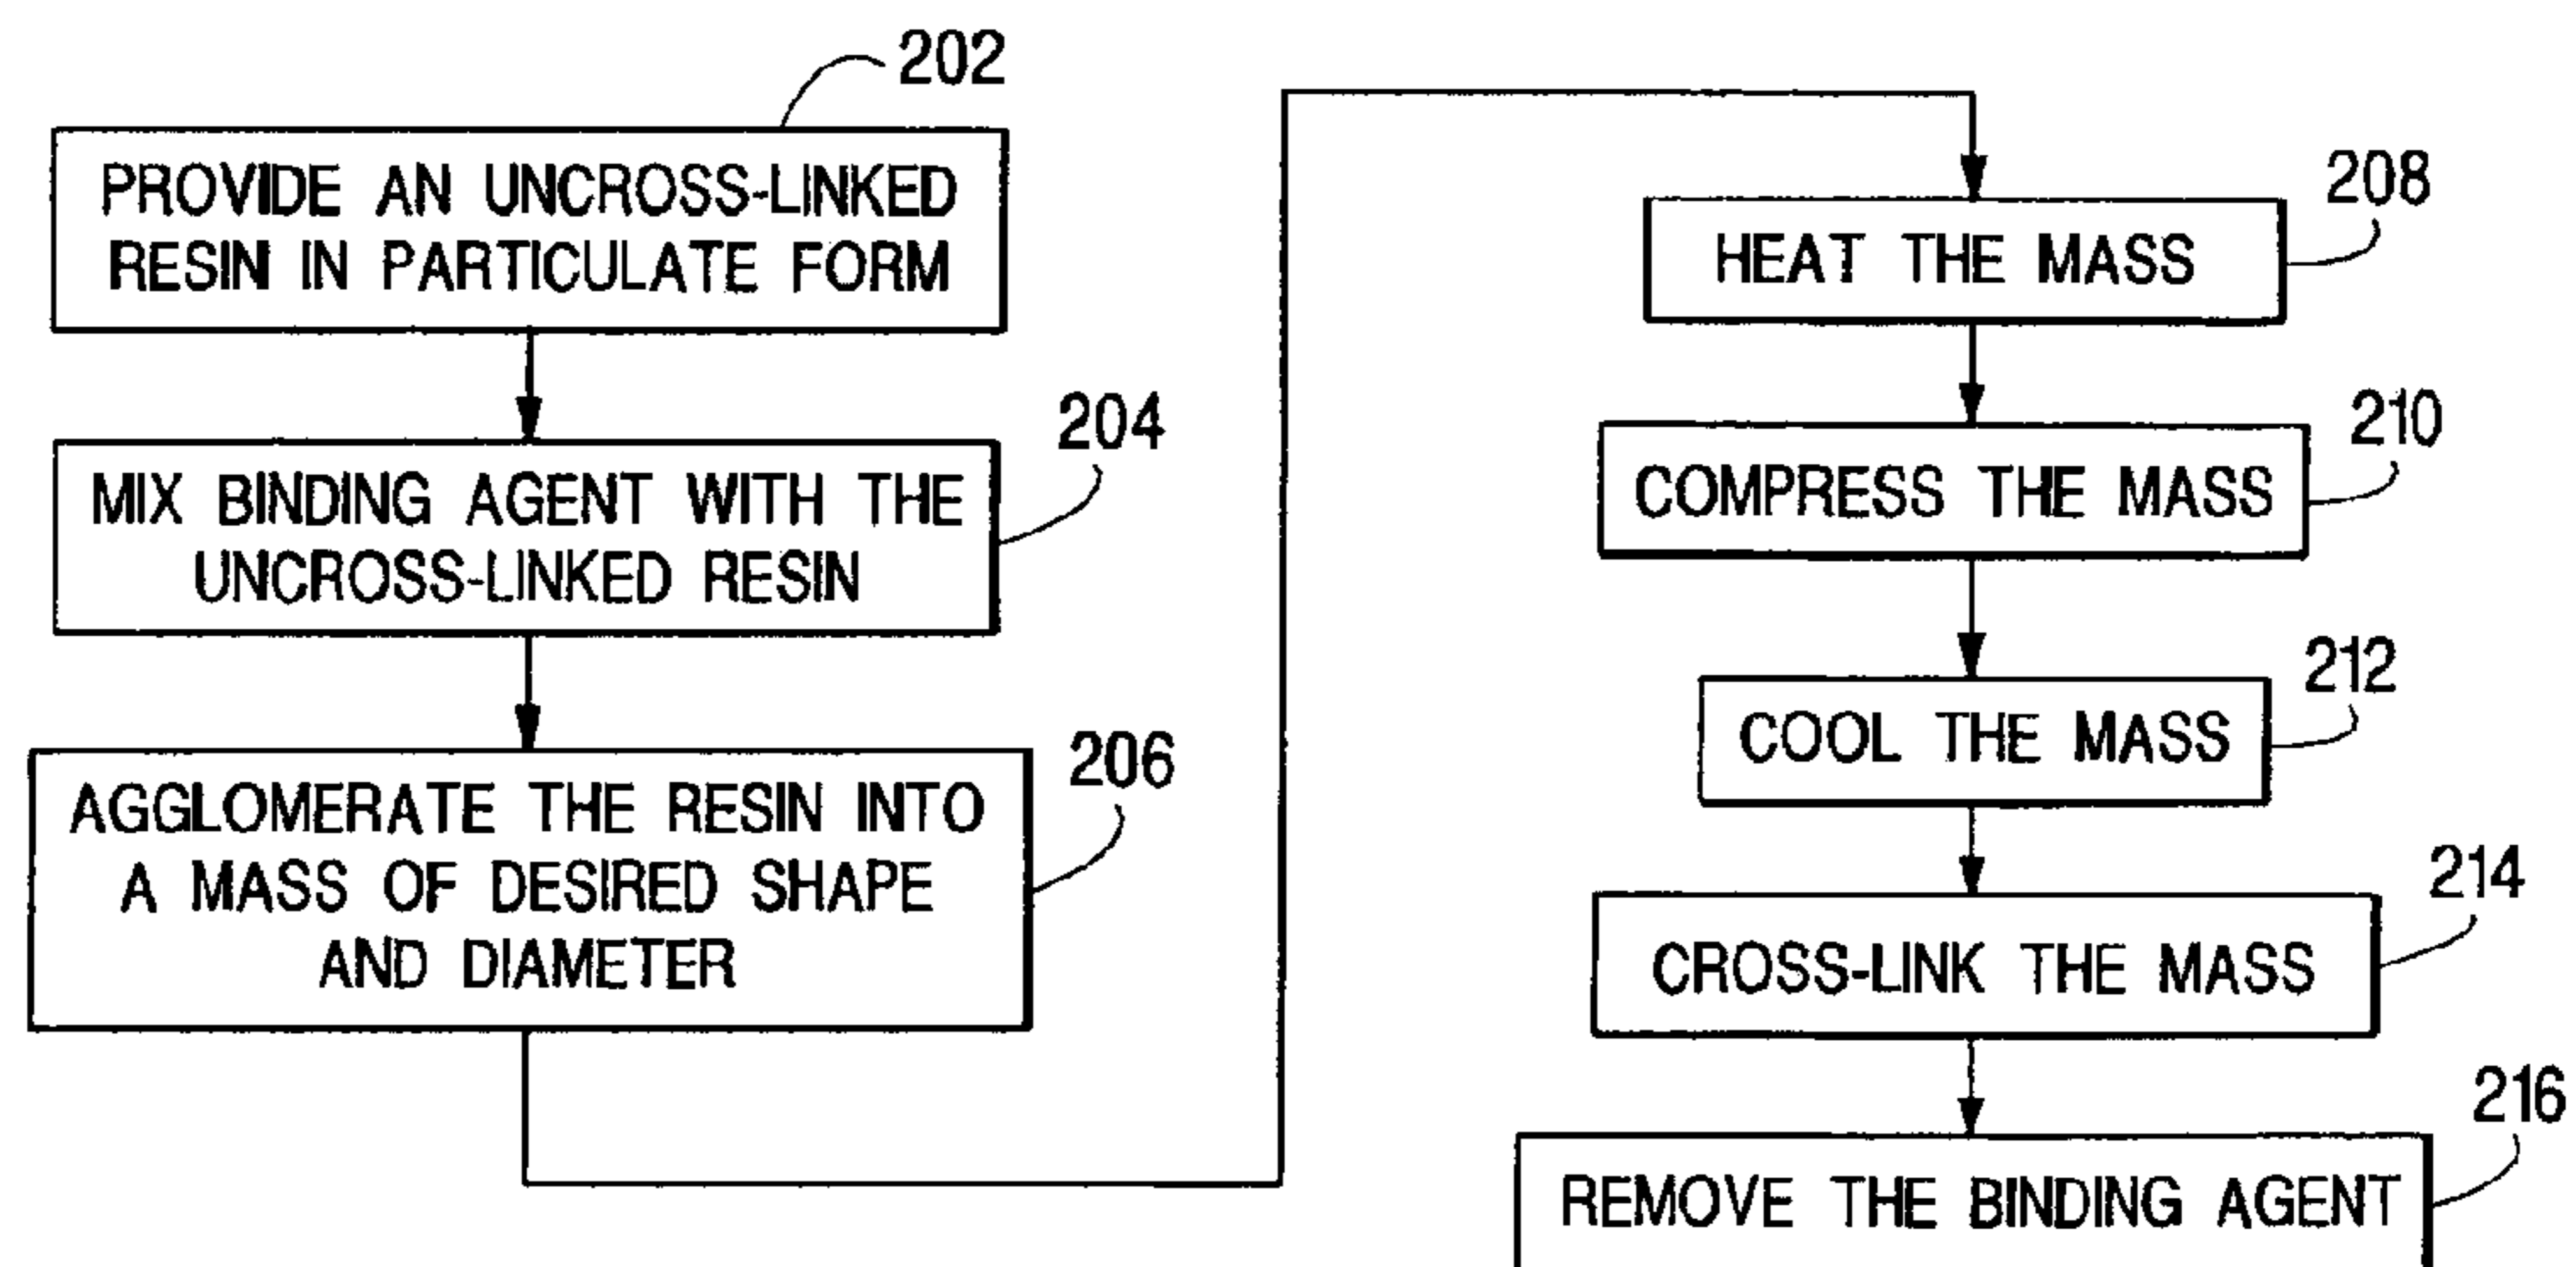 202
PROVIDE AN UNCROSS-LINKED
RESIN IN PARTICULATE FORM
204
MIX BINDING AGENT WITH THE
UNCROSS-LINKED RESIN
206
AGGLOMERATE THE RESIN INTO
A MASS OF DESIRED SHAPE
AND DIAMETER
208
HEAT THE MASS
210
COMPRESS THE MASS
212
COOL THE MASS
214
CROSS-LINK THE MASS
216
REMOVE THE BINDING AGENT